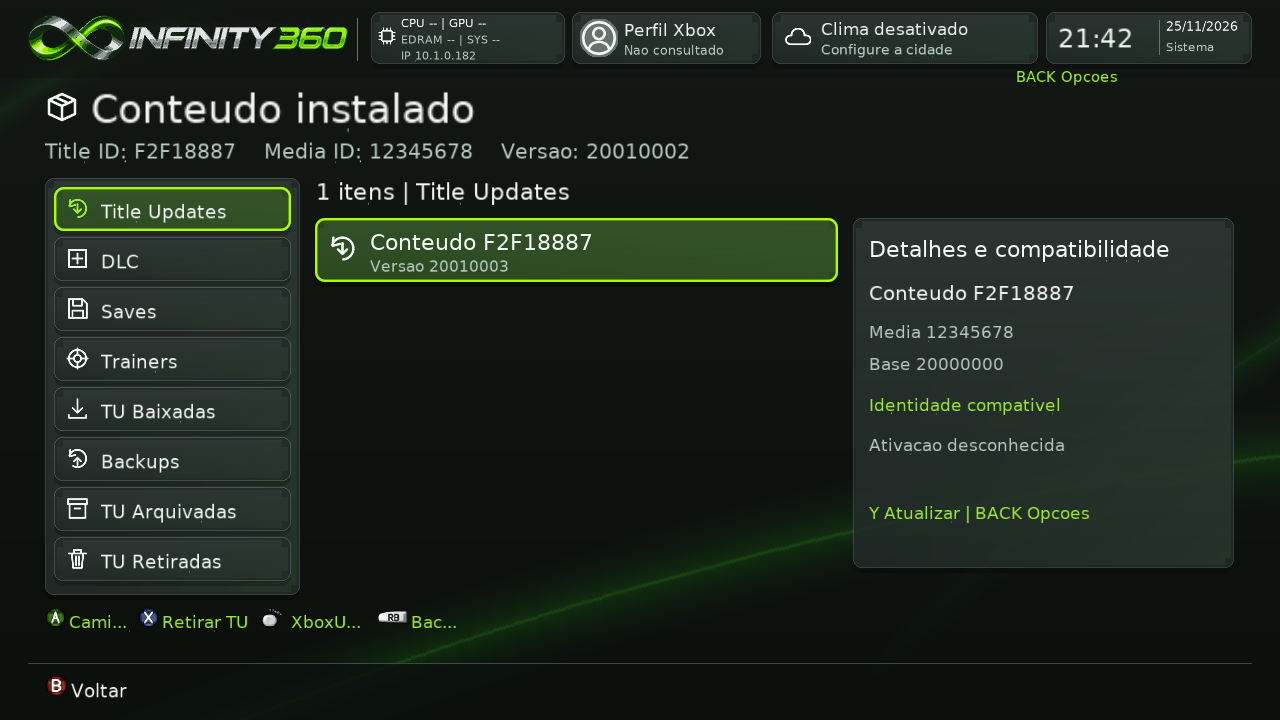 INFINITY 360
CPU -- | GPU --
EDRAM -- | SYS --
IP 10.1.0.182
Perfil Xbox
Nao consultado
Clima desativado
Configure a cidade
21:42
25/11/2026
Sistema
BACK Opcoes
Conteudo instalado
Title ID: F2F18887 Media ID: 12345678 Versao: 20010002
Title Updates
DLC
Saves
Trainers
TU Baixadas
Backups
TU Arquivadas
TU Retiradas
1 itens | Title Updates
Conteudo F2F18887
Versao 20010003
Detalhes e compatibilidade
Conteudo F2F18887
Media 12345678
Base 20000000
Identidade compativel
Ativacao desconhecida
Y Atualizar | BACK Opcoes
A Cami... X Retirar TU START XboxU... RB Bac...
B Voltar